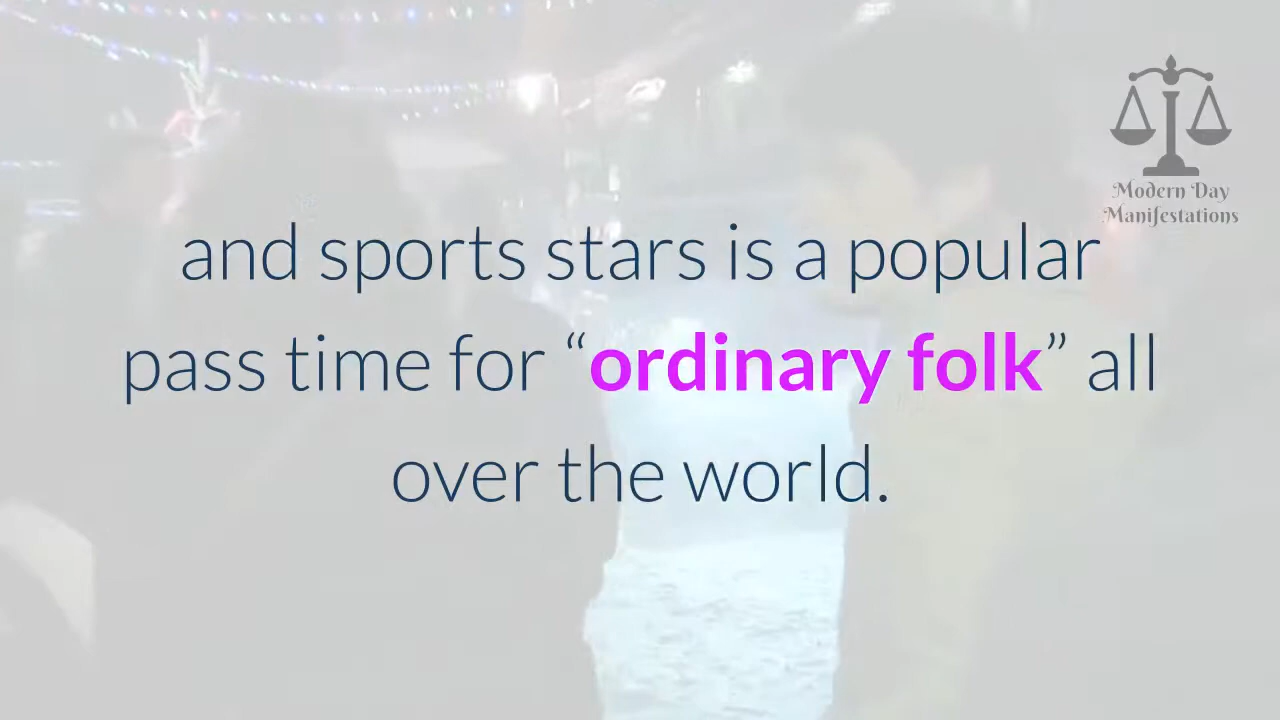 Modern Day
Manifestations
and sports stars is a popular
pass time for “ordinary folk” all
over the world.